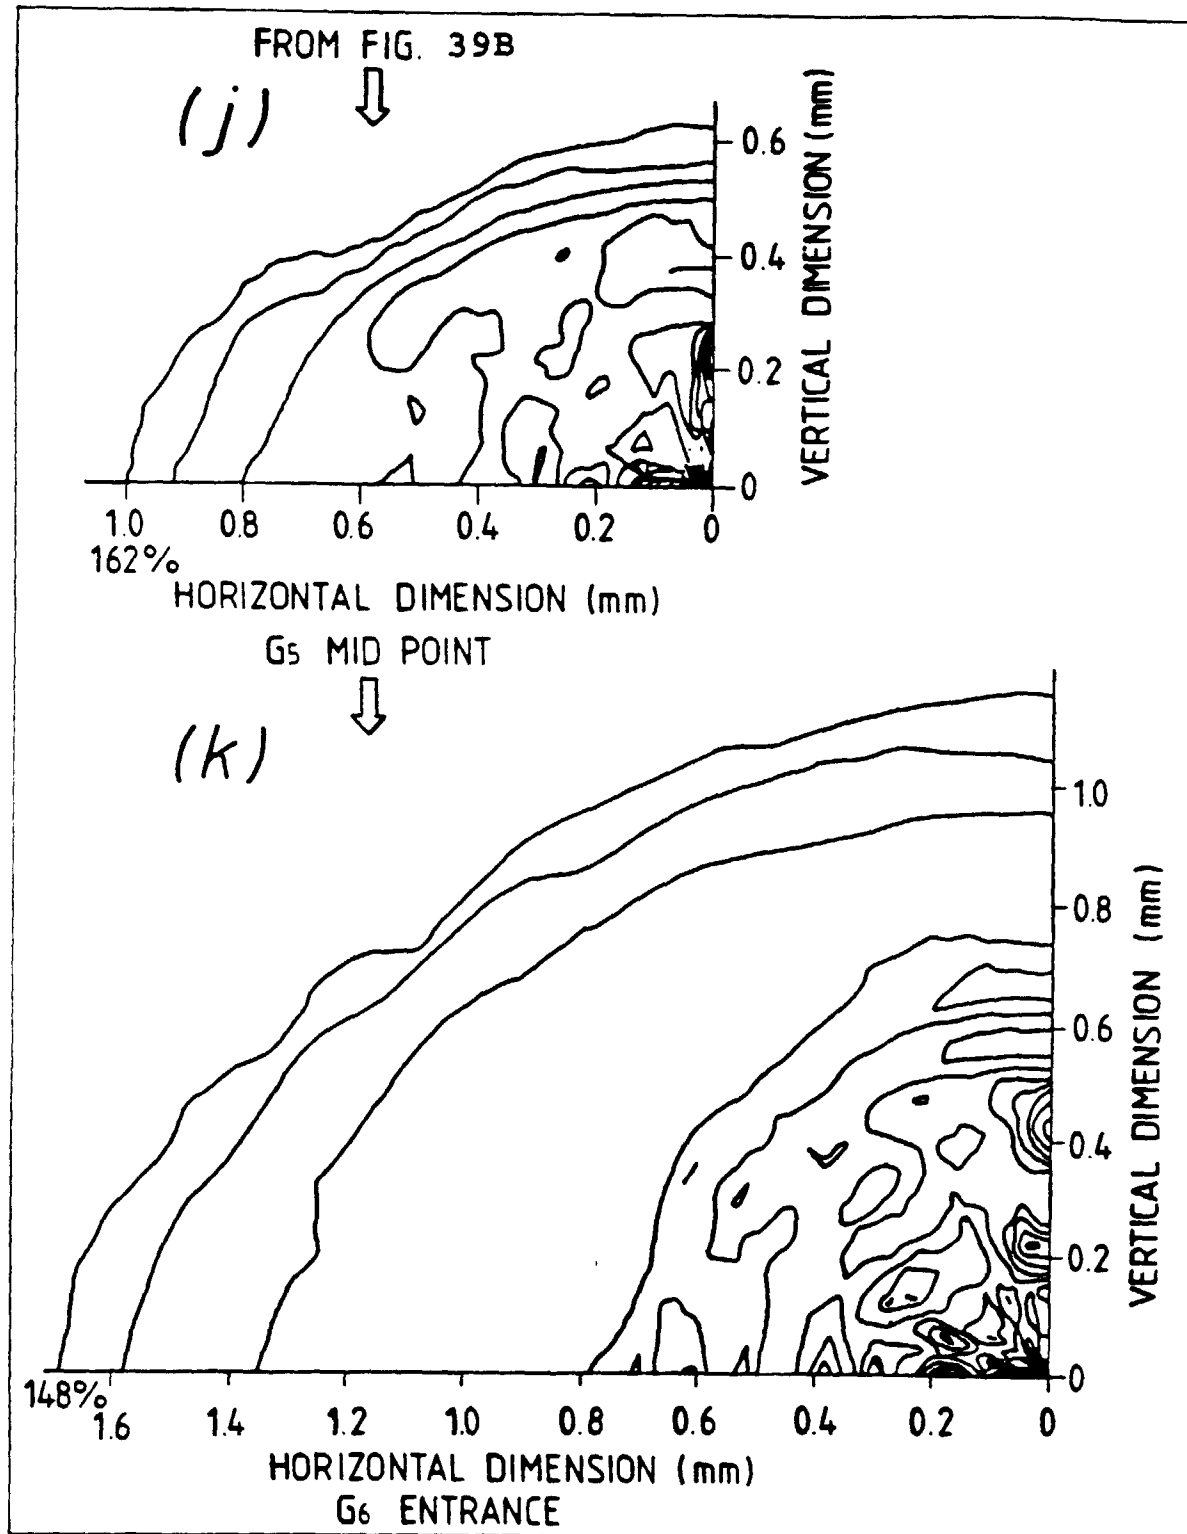 FROM FIG. 39B
(j)
0.6
0.4
0.2
0
VERTICAL DIMENSION (mm)
1.0 0.8 0.6 0.4 0.2 0
162%
HORIZONTAL DIMENSION (mm)
G5 MID POINT
(k)
1.0
0.8
0.6
0.4
0.2
0
VERTICAL DIMENSION (mm)
148%
1.6 1.4 1.2 1.0 0.8 0.6 0.4 0.2 0
HORIZONTAL DIMENSION (mm)
G6 ENTRANCE